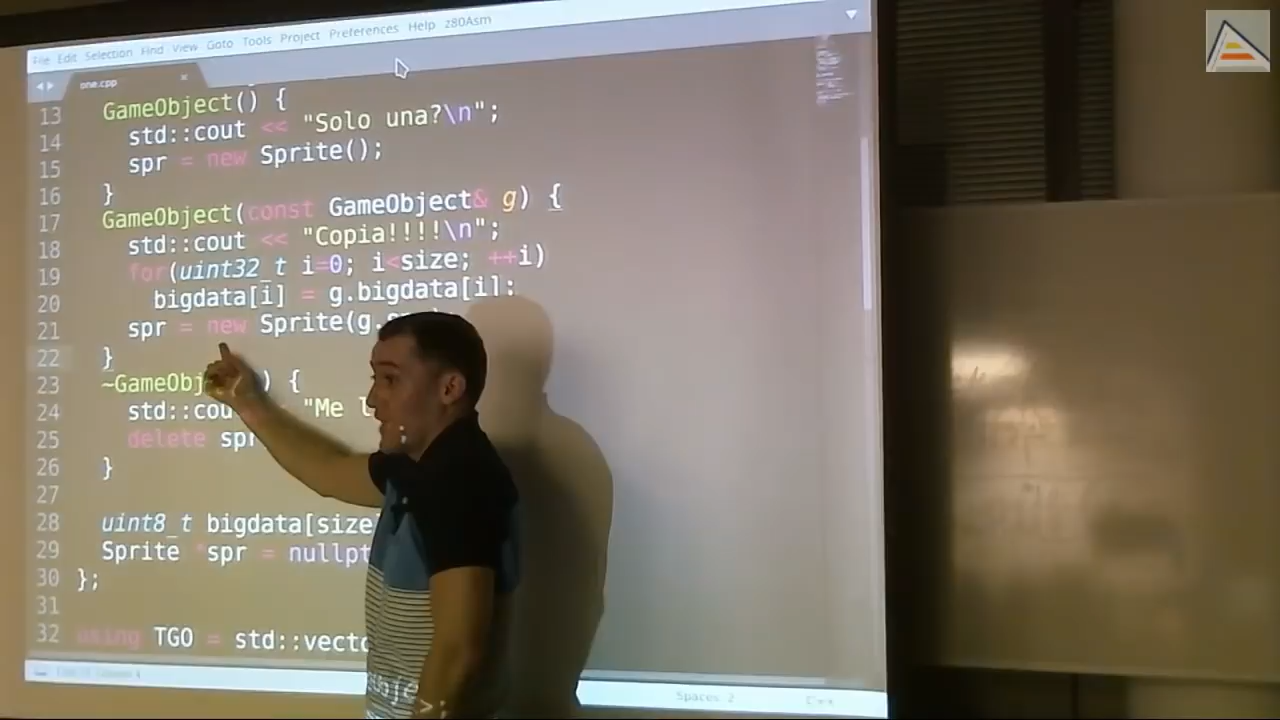 File Edit Selection Find View Goto Tools Project Preferences Help z80Asm
one.cpp ×
13 GameObject() {
14 std::cout << "Solo una?\n";
15 spr = new Sprite();
16 }
17 GameObject(const GameObject& g) {
18 std::cout << "Copia!!!!\n";
19 for(uint32_t i=0; i<size; ++i)
20 bigdata[i] = g.bigdata[i];
21 spr = new Sprite(g.
22 }
23 ~GameObj ) {
24 std::cou "Me l
25 delete spr
26 }
27
28 uint8_t bigdata[size
29 Sprite *spr = nullpt
30 };
31
32 using TGO = std::vecto
Spaces 2 C++